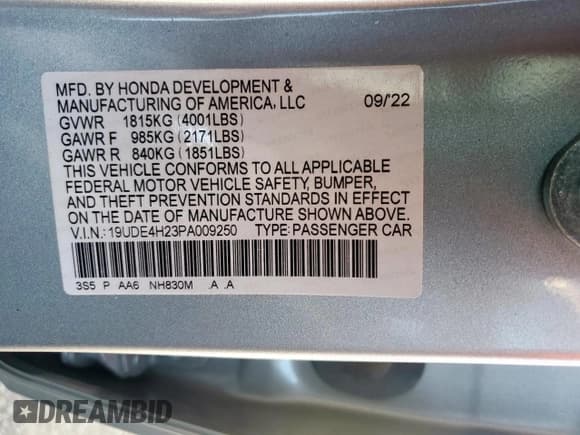 MFD. BY HONDA DEVELOPMENT &
MANUFACTURING OF AMERICA, LLC 09/'22
GVWR 1815KG (4001LBS)
GAWR F 985KG (2171LBS)
GAWR R 840KG (1851LBS)
THIS VEHICLE CONFORMS TO ALL APPLICABLE
FEDERAL MOTOR VEHICLE SAFETY, BUMPER,
AND THEFT PREVENTION STANDARDS IN EFFECT
ON THE DATE OF MANUFACTURE SHOWN ABOVE.
V.I.N.:19UDE4H23PA009250 TYPE:PASSENGER CAR
3S5 P AA6 NH830M .A .A
DREAMBID